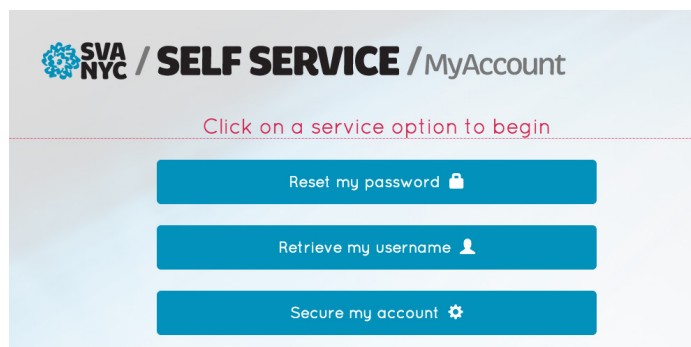 SVA NYC / SELF SERVICE / MyAccount
Click on a service option to begin
Reset my password
Retrieve my username
Secure my account